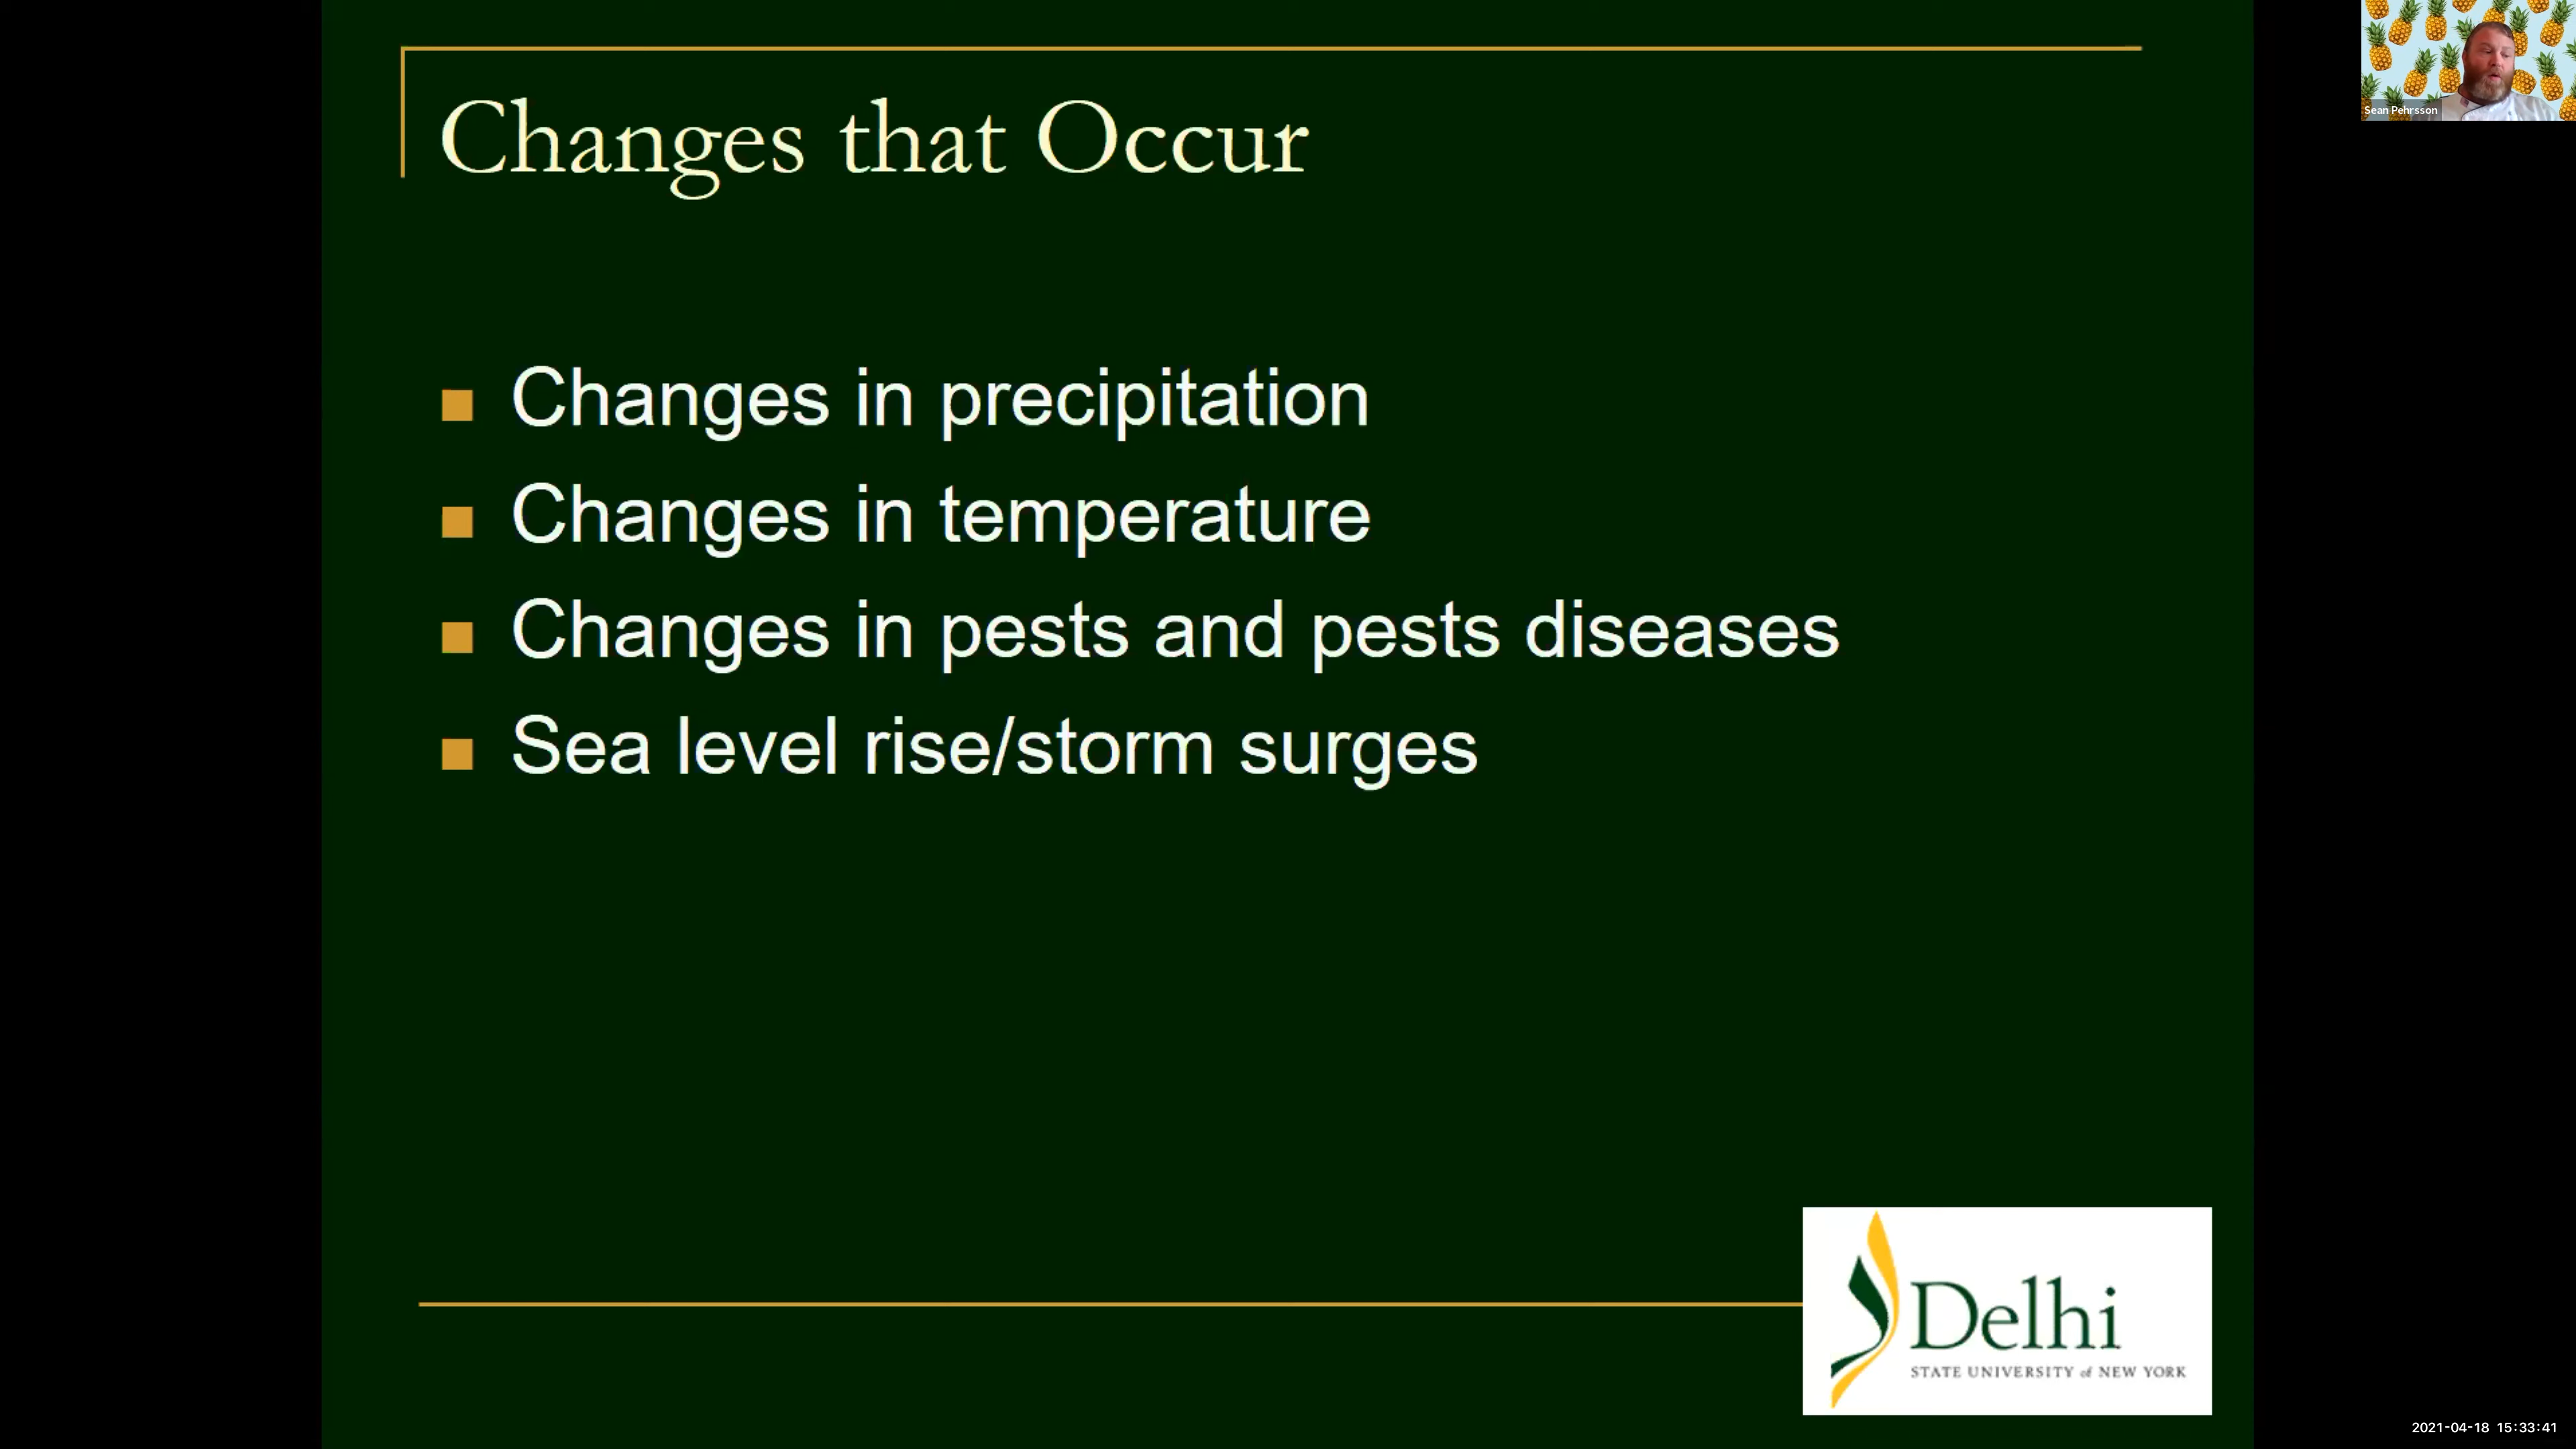 Changes that Occur
Changes in precipitation
Changes in temperature
Changes in pests and pests diseases
Sea level rise/storm surges
Sean Pehrsson
Delhi
STATE UNIVERSITY of NEW YORK
2021-04-18 15:33:41